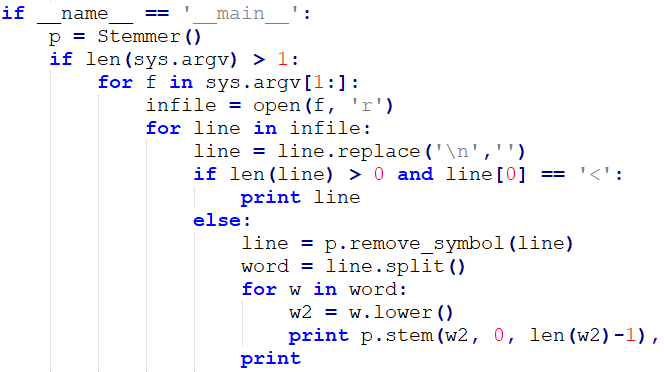 if __name__ == '__main__':
    p = Stemmer()
    if len(sys.argv) > 1:
        for f in sys.argv[1:]:
            infile = open(f, 'r')
            for line in infile:
                line = line.replace('\n','')
                if len(line) > 0 and line[0] == '<':
                    print line
                else:
                    line = p.remove_symbol(line)
                    word = line.split()
                    for w in word:
                        w2 = w.lower()
                        print p.stem(w2, 0, len(w2)-1),
                    print